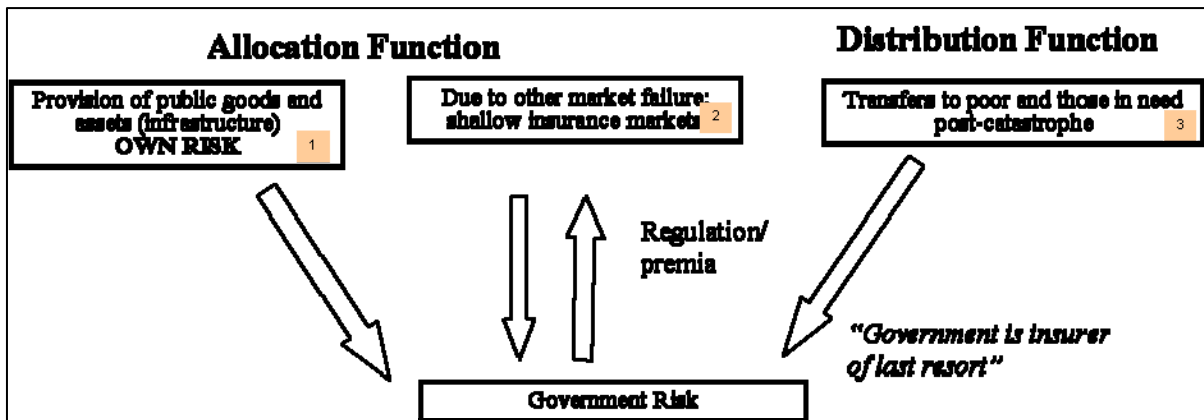 Allocation Function
Distribution Function
Provision of public goods and
assets (infrastructure)
OWN RISK
1
Due to other market failure:
shallow insurance markets
2
Transfers to poor and those in need
post-catastrophe
3
Regulation/
premia
“Government is insurer
of last resort”
Government Risk